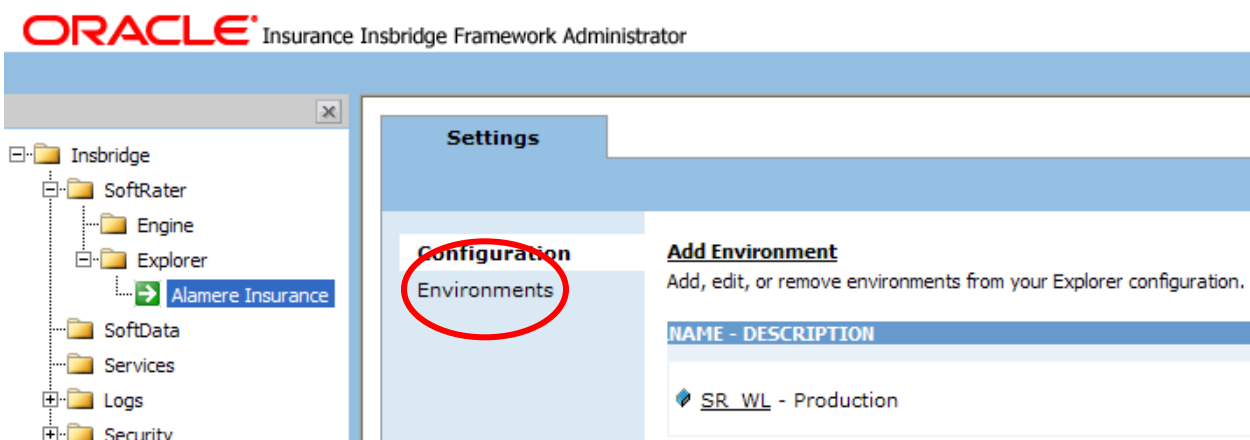 ORACLE Insurance Insbridge Framework Administrator
Settings
Insbridge
SoftRater
Engine
Explorer
Alamere Insurance
SoftData
Services
Logs
Security
Configuration
Environments
Add Environment
Add, edit, or remove environments from your Explorer configuration.
NAME - DESCRIPTION
SR_WL - Production